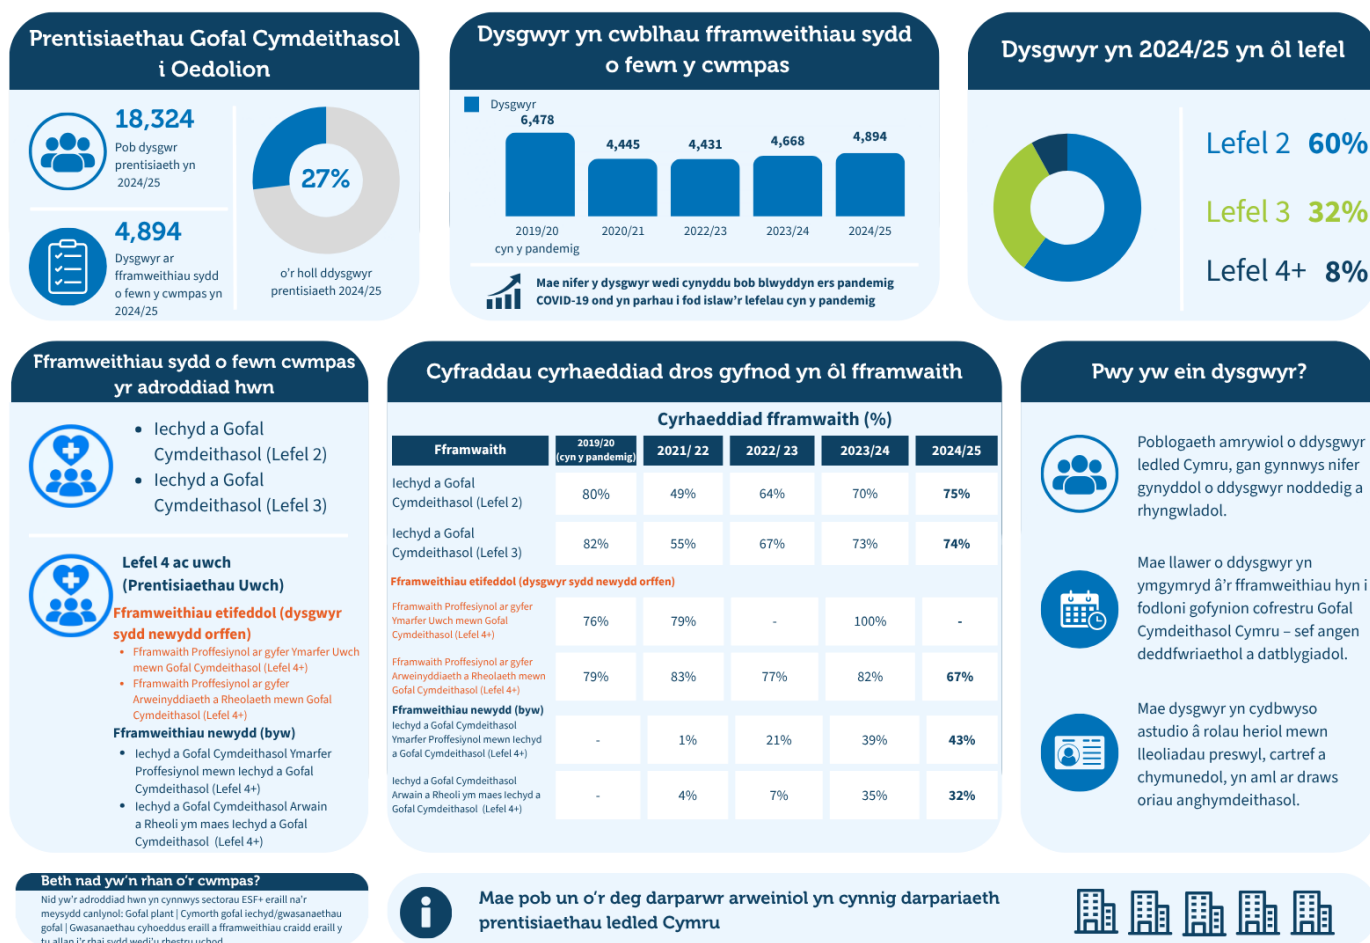 Prentisiaethau Gofal Cymdeithasol
i Oedolion
18,324
Pob dysgwr
prentisiaeth yn
2024/25
4,894
Dysgwyr ar
fframweithiau sydd
o fewn y cwmpas yn
2024/25
27%
o'r holl ddysgwyr
prentisiaeth 2024/25
Dysgwyr yn cwblhau fframweithiau sydd
o fewn y cwmpas
Dysgwyr
6,478
4,445
4,431
4,668
4,894
2019/20
cyn y pandemig
2020/21
2022/23
2023/24
2024/25
Mae nifer y dysgwyr wedi cynyddu bob blwyddyn ers pandemig
COVID-19 ond yn parhau i fod islaw'r lefelau cyn y pandemig
Dysgwyr yn 2024/25 yn ôl lefel
Lefel 2 60%
Lefel 3 32%
Lefel 4+ 8%
Fframweithiau sydd o fewn cwmpas
yr adroddiad hwn
• Iechyd a Gofal
Cymdeithasol (Lefel 2)
• Iechyd a Gofal
Cymdeithasol (Lefel 3)
Lefel 4 ac uwch
(Prentisiaethau Uwch)
Fframweithiau etifeddol (dysgwyr
sydd newydd orffen)
• Fframwaith Proffesiynol ar gyfer Ymarfer Uwch
mewn Gofal Cymdeithasol (Lefel 4+)
• Fframwaith Proffesiynol ar gyfer
Arweinyddiaeth a Rheolaeth mewn Gofal
Cymdeithasol (Lefel 4+)
Fframweithiau newydd (byw)
• Iechyd a Gofal Cymdeithasol Ymarfer
Proffesiynol mewn Iechyd a Gofal
Cymdeithasol (Lefel 4+)
• Iechyd a Gofal Cymdeithasol Arwain
a Rheoli ym maes Iechyd a Gofal
Cymdeithasol (Lefel 4+)
Cyfraddau cyrhaeddiad dros gyfnod yn ôl fframwaith
Cyrhaeddiad fframwaith (%)
Fframwaith
2019/20
(cyn y pandemig)
2021/ 22
2022/ 23
2023/24
2024/25
Iechyd a Gofal
Cymdeithasol (Lefel 2)
80% 49% 64% 70% 75%
Iechyd a Gofal
Cymdeithasol (Lefel 3)
82% 55% 67% 73% 74%
Fframweithiau etifeddol (dysgwyr sydd newydd orffen)
Fframwaith Proffesiynol ar gyfer
Ymarfer Uwch mewn Gofal
Cymdeithasol (Lefel 4+)
76% 79% - 100% -
Fframwaith Proffesiynol ar gyfer
Arweinyddiaeth a Rheolaeth mewn
Gofal Cymdeithasol (Lefel 4+)
79% 83% 77% 82% 67%
Fframweithiau newydd (byw)
Iechyd a Gofal Cymdeithasol
Ymarfer Proffesiynol mewn Iechyd
a Gofal Cymdeithasol (Lefel 4+)
- 1% 21% 39% 43%
Iechyd a Gofal Cymdeithasol
Arwain a Rheoli ym maes Iechyd a
Gofal Cymdeithasol (Lefel 4+)
- 4% 7% 35% 32%
Pwy yw ein dysgwyr?
Poblogaeth amrywiol o ddysgwyr
ledled Cymru, gan gynnwys nifer
gynyddol o ddysgwyr noddedig a
rhyngwladol.
Mae llawer o ddysgwyr yn
ymgymryd â'r fframweithiau hyn i
fodloni gofynion cofrestru Gofal
Cymdeithasol Cymru – sef angen
deddfwriaethol a datblygiadol.
Mae dysgwyr yn cydbwyso
astudio â rolau heriol mewn
lleoliadau preswyl, cartref a
chymunedol, yn aml ar draws
oriau anghymdeithasol.
Beth nad yw'n rhan o'r cwmpas?
Nid yw'r adroddiad hwn yn cynnwys sectorau ESF+ eraill na'r
meysydd canlynol: Gofal plant | Cymorth gofal iechyd/gwasanaethau
gofal | Gwasanaethau cyhoeddus eraill a fframweithiau craidd eraill y
tu allan i'r rhai sydd wedi'u rhestru uchod
Mae pob un o'r deg darparwr arweiniol yn cynnig darpariaeth
prentisiaethau ledled Cymru